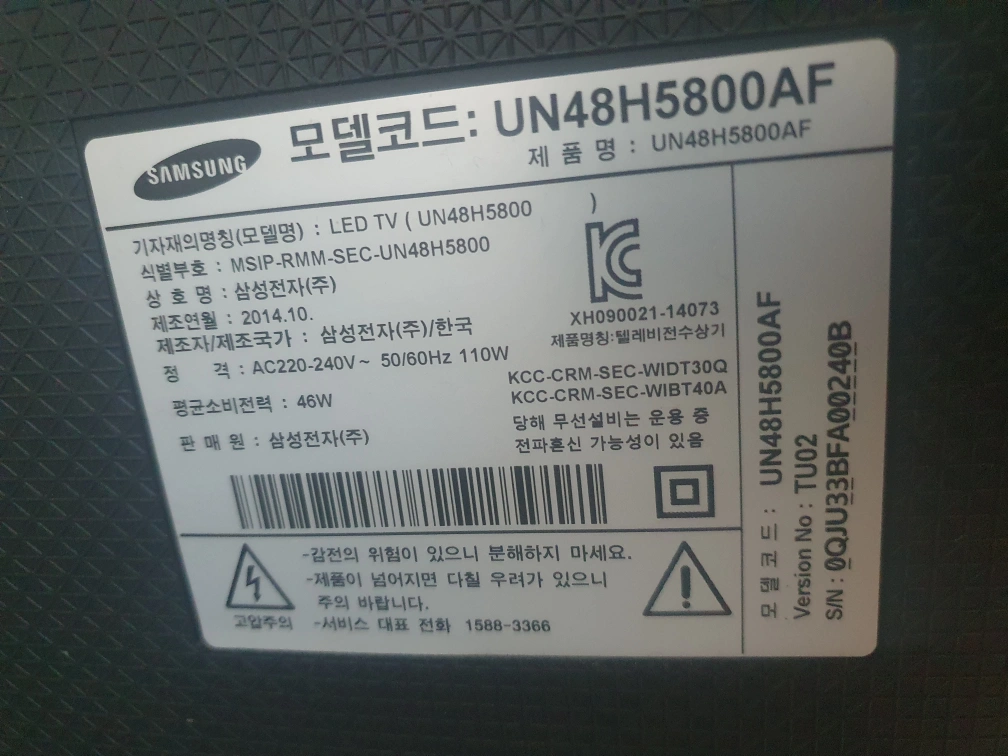 SAMSUNG
모델코드: UN48H5800AF
제 품 명 : UN48H5800AF
기자재의명칭(모델명) : LED TV ( UN48H5800 )
식별부호 : MSIP-RMM-SEC-UN48H5800
상 호 명 : 삼성전자(주)
제조연월 : 2014.10.
제조자/제조국가 : 삼성전자(주)/한국
정 격 : AC220-240V~ 50/60Hz 110W
평균소비전력 : 46W
판 매 원 : 삼성전자(주)
XH090021-14073
제품명칭:텔레비전수상기
KCC-CRM-SEC-WIDT30Q
KCC-CRM-SEC-WIBT40A
당해 무선설비는 운용 중
전파혼신 가능성이 있음
고압주의
-감전의 위험이 있으니 분해하지 마세요.
-제품이 넘어지면 다칠 우려가 있으니
주의 바랍니다.
-서비스 대표 전화 1588-3366
모 델 코 드 : UN48H5800AF
Version No : TU02
S/N : 0QJU33BFA00240B